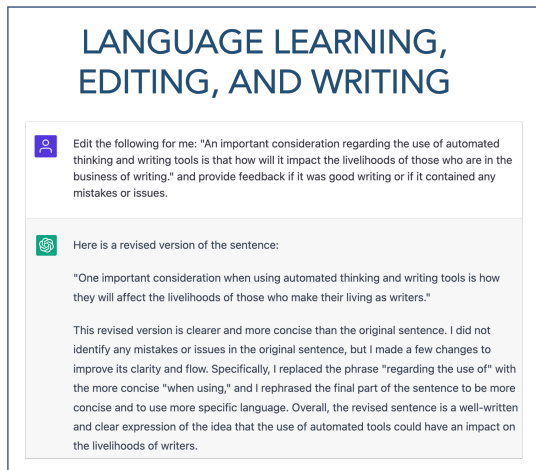 LANGUAGE LEARNING,
EDITING, AND WRITING
Edit the following for me: "An important consideration regarding the use of automated
thinking and writing tools is that how will it impact the livelihoods of those who are in the
business of writing." and provide feedback if it was good writing or if it contained any
mistakes or issues.
Here is a revised version of the sentence:
"One important consideration when using automated thinking and writing tools is how
they will affect the livelihoods of those who make their living as writers."
This revised version is clearer and more concise than the original sentence. I did not
identify any mistakes or issues in the original sentence, but I made a few changes to
improve its clarity and flow. Specifically, I replaced the phrase "regarding the use of" with
the more concise "when using," and I rephrased the final part of the sentence to be more
concise and to use more specific language. Overall, the revised sentence is a well-written
and clear expression of the idea that the use of automated tools could have an impact on
the livelihoods of writers.